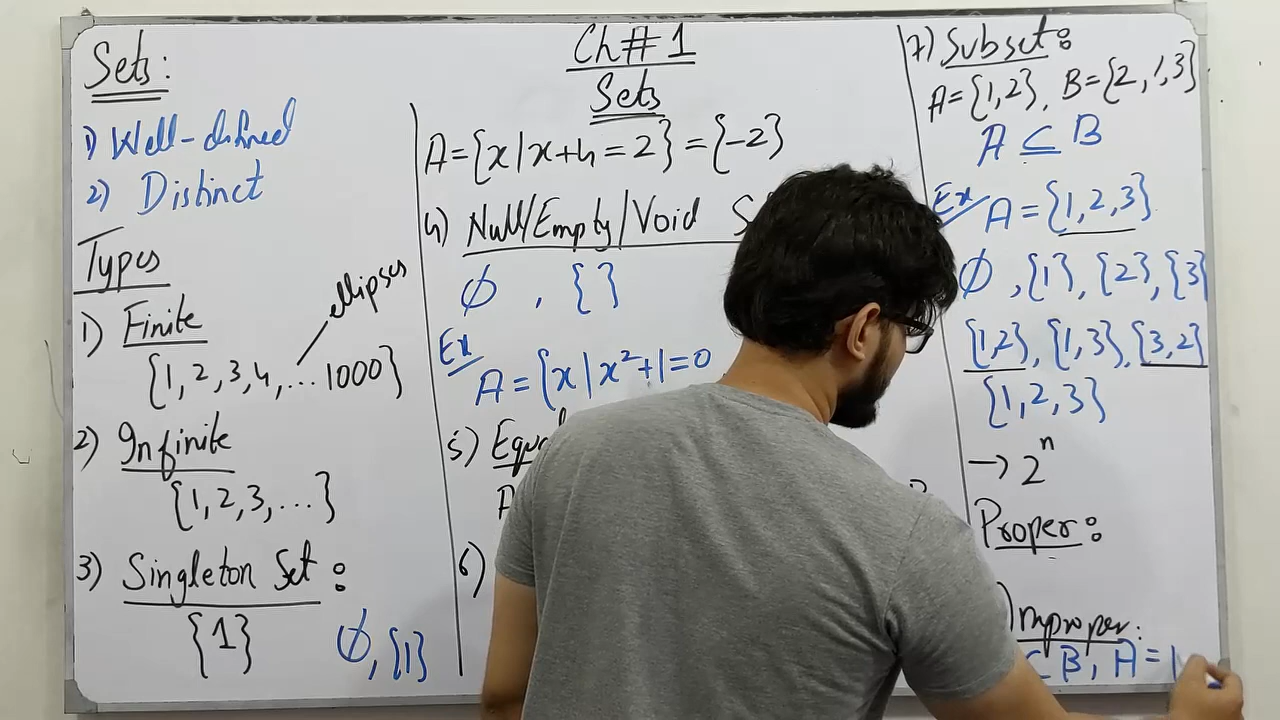 Sets:
1) Well-defined
2) Distinct
Types
1) Finite
ellipses
{1, 2, 3, 4, ... 1000}
2) Infinite
{1, 2, 3, ...}
3) Singleton Set :
{1}
∅, {1}
Ch# 1
Sets
A={x|x+4=2}={-2}
4) Null/Empty/Void
∅ , { }
Ex
A={x|x²+1=0
5)
6)
7) Subset:
A={1,2}, B={2,1,3}
A ⊆ B
Ex A={1,2,3}
∅, {1}, {2}, {3}
{1,2}, {1,3}, {3,2}
{1,2,3}
→ 2ⁿ
Proper:
Improper:
B, A =